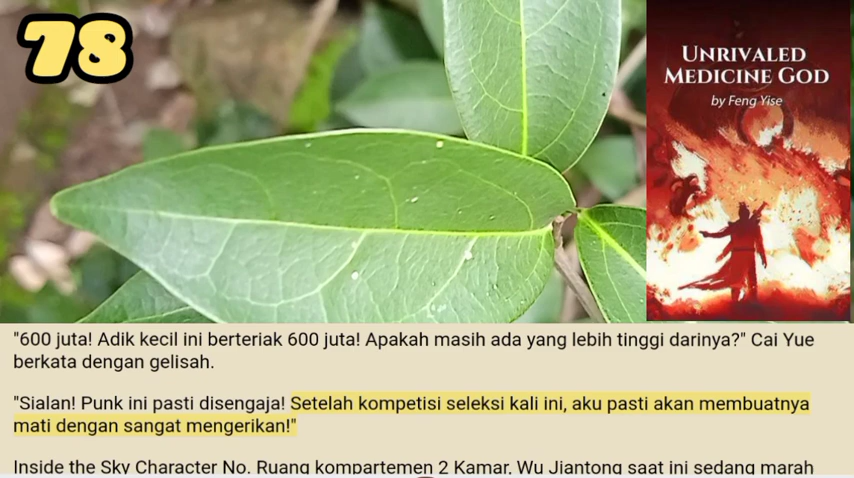 78
UNRIVALED
MEDICINE GOD
by Feng Yise
"600 juta! Adik kecil ini berteriak 600 juta! Apakah masih ada yang lebih tinggi darinya?" Cai Yue
berkata dengan gelisah.
"Sialan! Punk ini pasti disengaja! Setelah kompetisi seleksi kali ini, aku pasti akan membuatnya
mati dengan sangat mengerikan!"
Inside the Sky Character No. Ruang kompartemen 2 Kamar, Wu Jiantong saat ini sedang marah